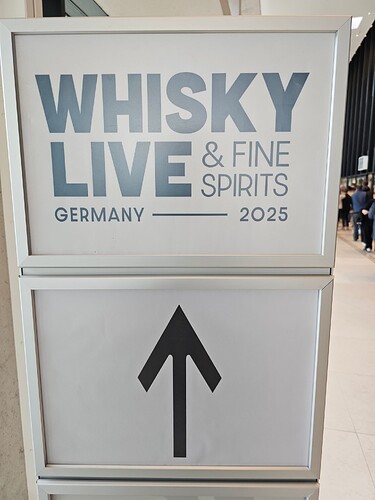 WHISKY
LIVE & FINE
SPIRITS
GERMANY — 2025